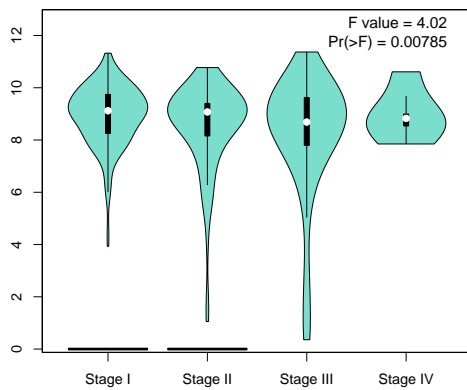 F value = 4.02
Pr(>F) = 0.00785
12
10
8
6
4
2
0
Stage I
Stage II
Stage III
Stage IV